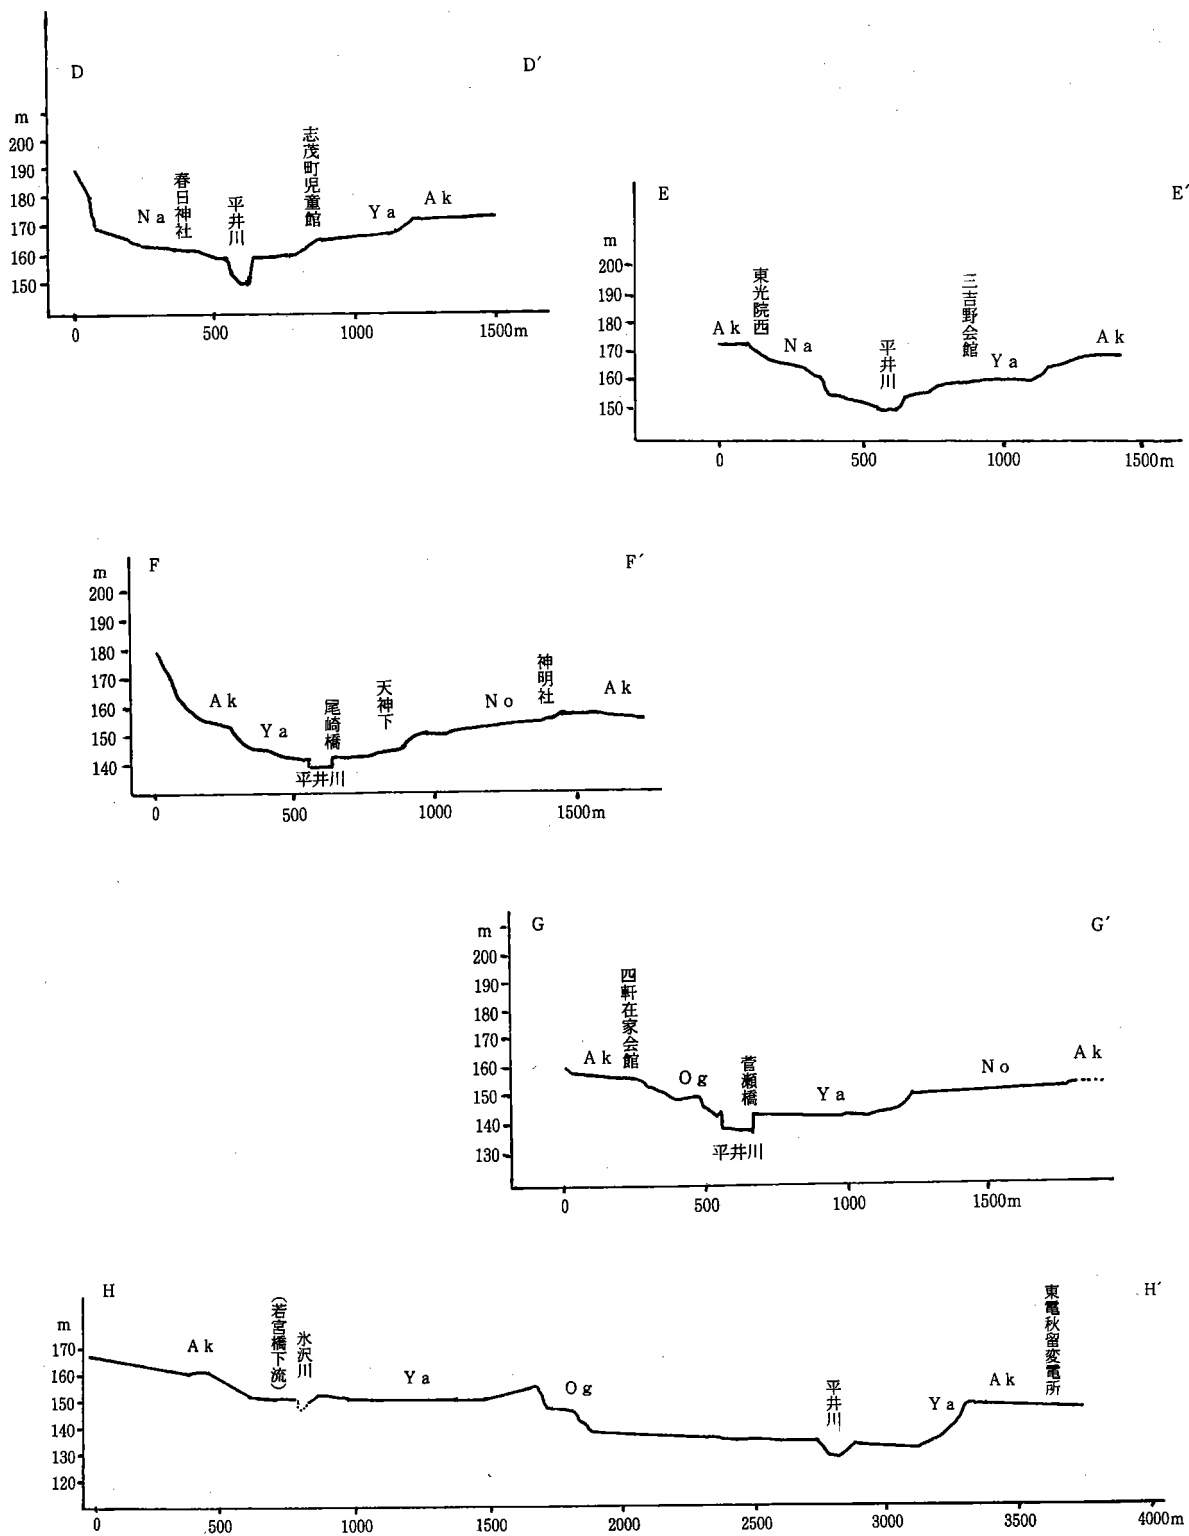 D
D′
m
200
190
180
170
160
150
Na
春日神社
平井川
志茂町児童館
Ya
Ak
0
500
1000
1500m
E
E′
m
200
190
180
170
160
150
Ak
東光院西
Na
平井川
三吉野会館
Ya
Ak
0
500
1000
1500m
F
F′
m
200
190
180
170
160
150
140
Ak
Ya
尾崎橋
平井川
天神下
No
神明社
Ak
0
500
1000
1500m
G
G′
m
200
190
180
170
160
150
140
130
Ak
四軒在家会館
Og
菅瀬橋
平井川
Ya
No
Ak
0
500
1000
1500m
H
H′
m
170
160
150
140
130
120
Ak
(若宮橋下流)
氷沢川
Ya
Og
平井川
Ya
Ak
東電秋留変電所
0
500
1000
1500
2000
2500
3000
3500
4000m